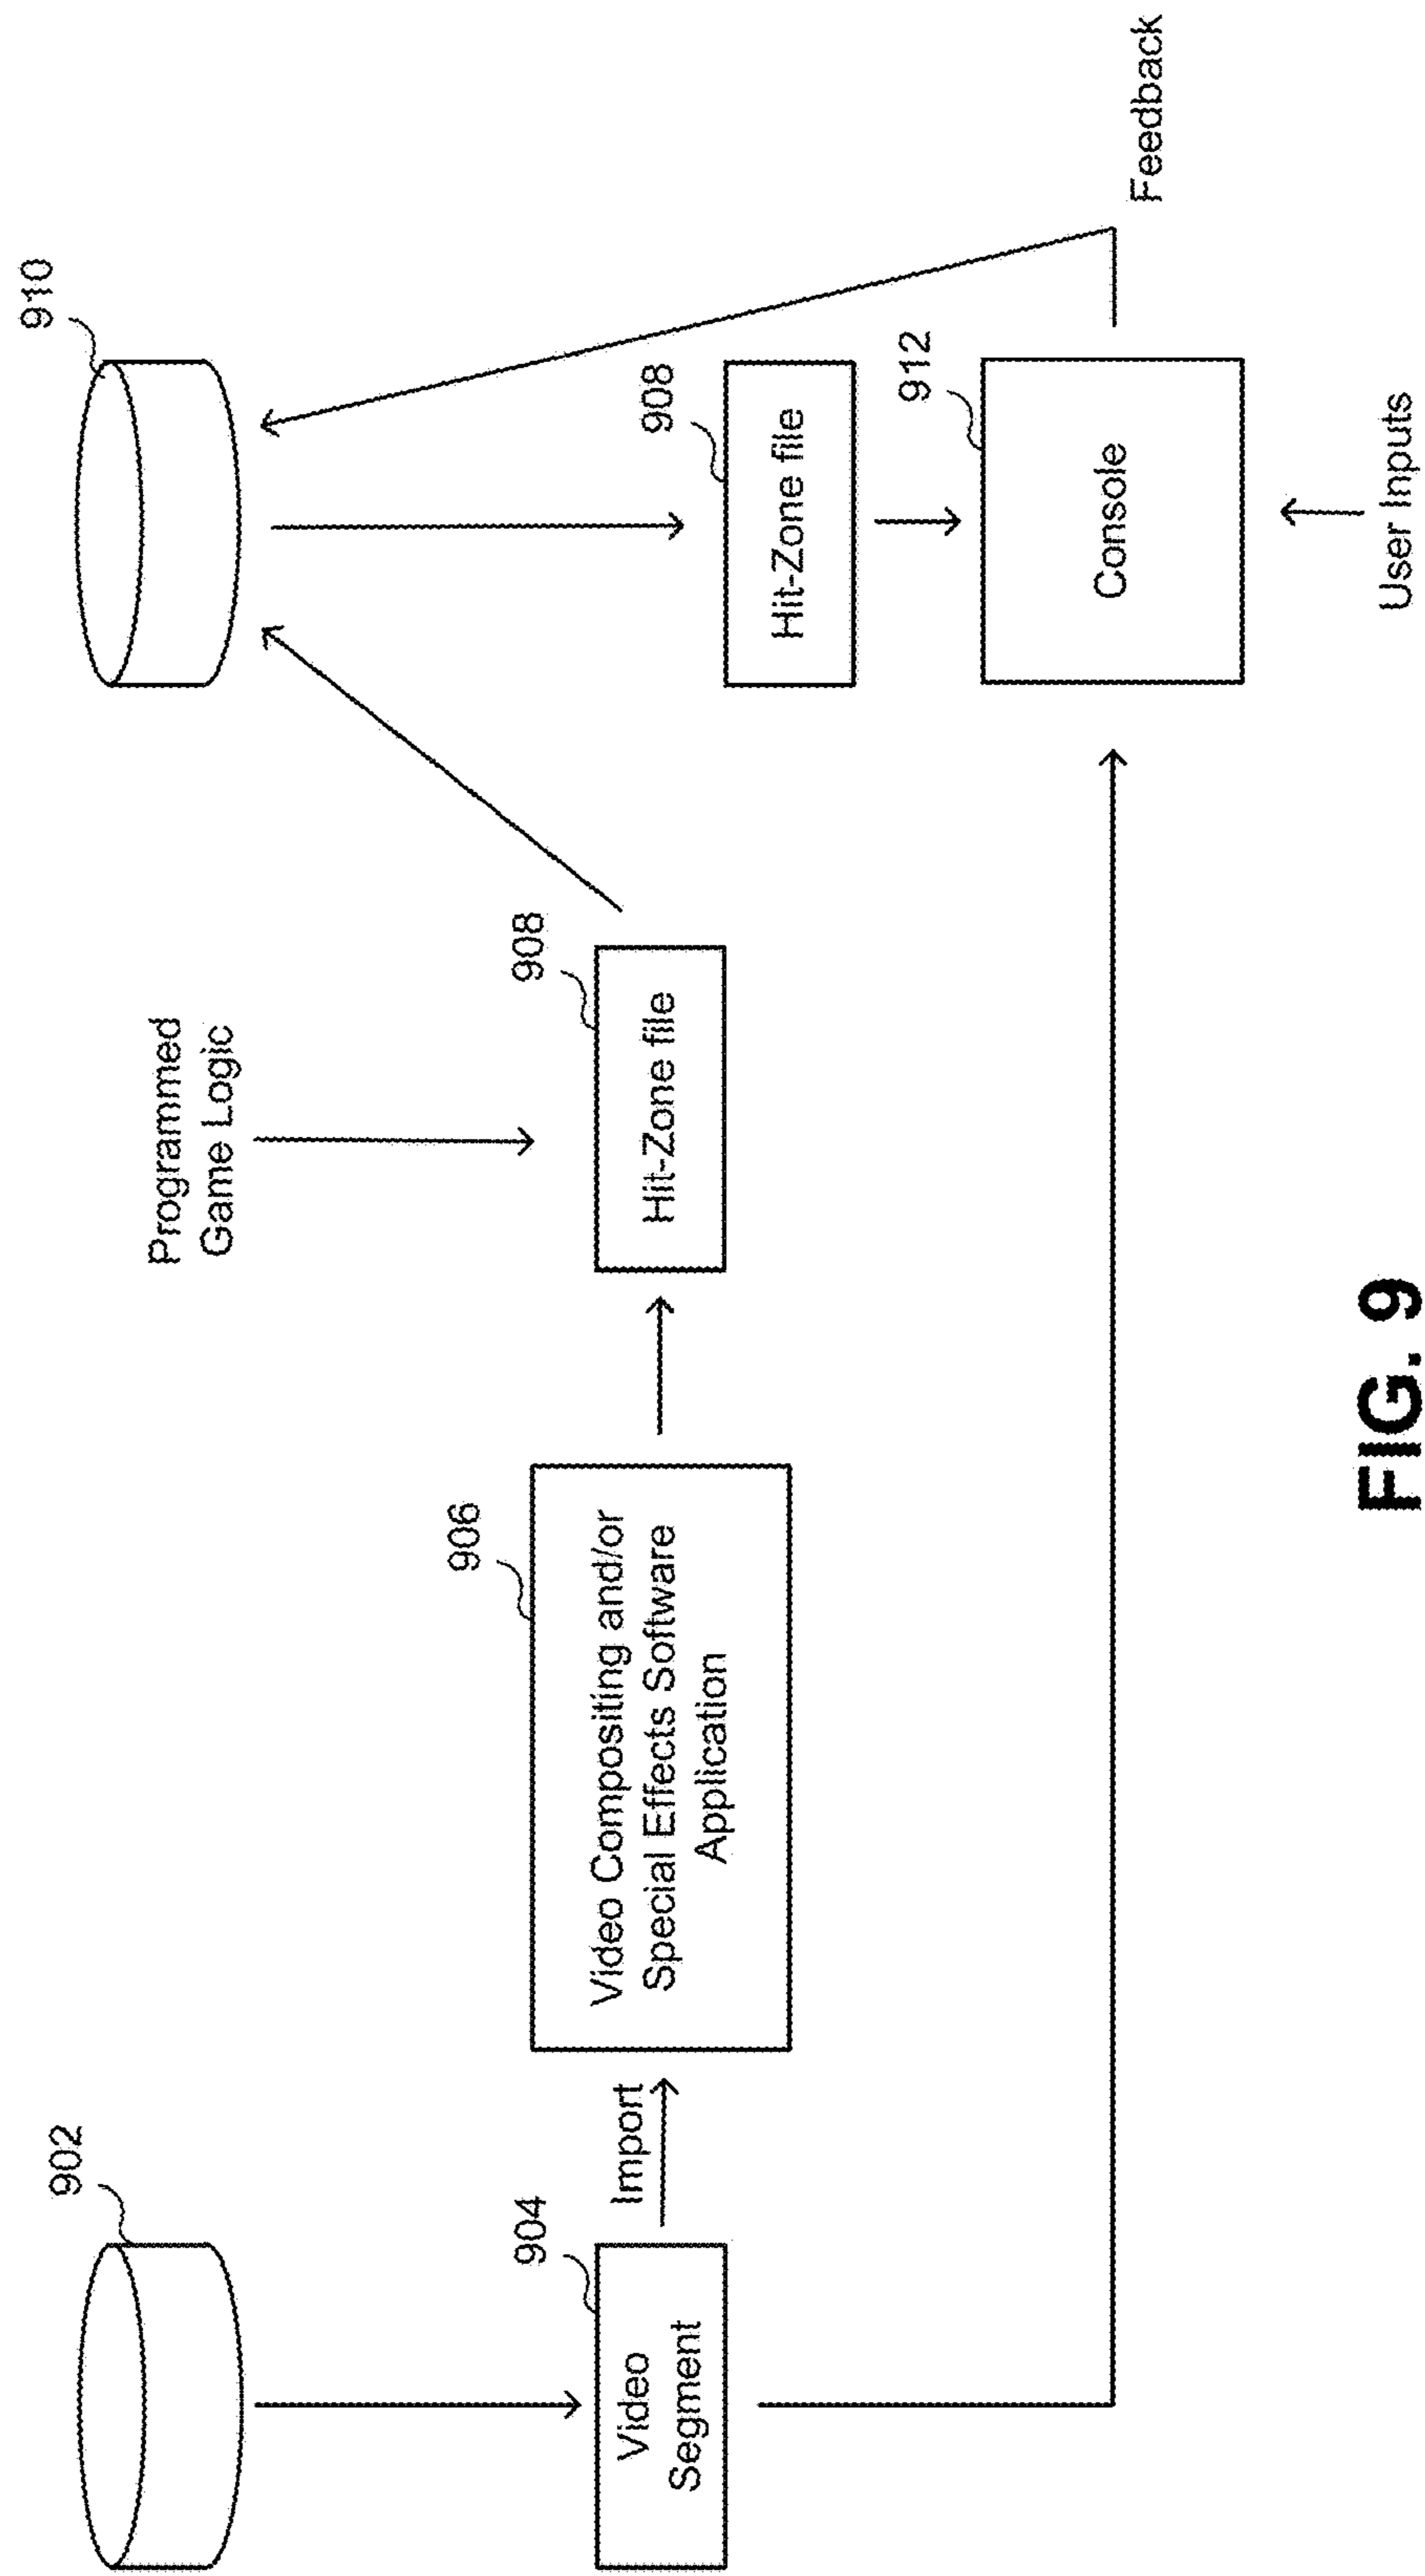 902
910
Programmed
Game Logic
904
Video
Segment
Import
906
Video Compositing and/or
Special Effects Software
Application
908
Hit-Zone file
908
Hit-Zone file
912
Console
Feedback
User Inputs
FIG. 9